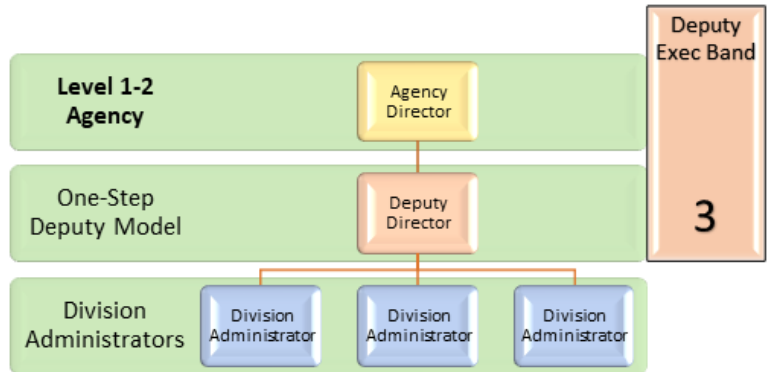 Deputy
Exec Band
Level 1-2
Agency
Agency
Director
One-Step
Deputy Model
Deputy
Director
3
Division
Administrators
Division
Administrator
Division
Administrator
Division
Administrator